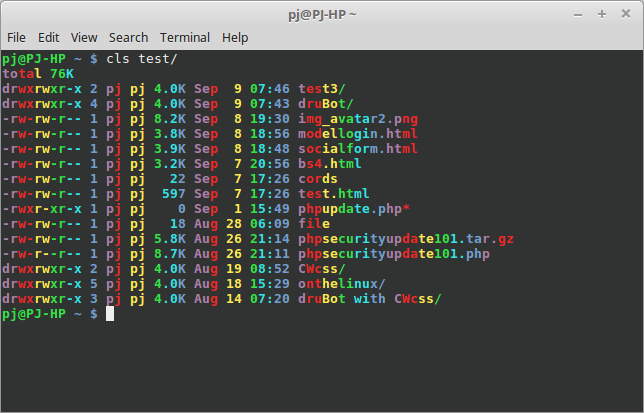 pj@PJ-HP ~
File Edit View Search Terminal Help
pj@PJ-HP ~ $ cls test/
total 76K
drwxrwxr-x 2 pj pj 4.0K Sep  9 07:46 test3/
drwxrwxr-x 4 pj pj 4.0K Sep  9 07:43 druBot/
-rw-rw-r-- 1 pj pj 8.2K Sep  8 19:30 img_avatar2.png
-rw-rw-r-- 1 pj pj 3.8K Sep  8 18:56 modellogin.html
-rw-rw-r-- 1 pj pj 3.9K Sep  8 18:48 socialform.html
-rw-rw-r-- 1 pj pj 3.2K Sep  7 20:56 bs4.html
-rw-rw-r-- 1 pj pj   22 Sep  7 17:26 cords
-rw-rw-r-- 1 pj pj  597 Sep  7 17:26 test.html
-rwxr-xr-x 1 pj pj    0 Sep  1 15:49 phpupdate.php*
-rw-r--r-- 1 pj pj   18 Aug 28 06:09 file
-rw-rw-r-- 1 pj pj 5.8K Aug 26 21:14 phpsecurityupdate101.tar.gz
-rw-rw-r-- 1 pj pj 8.7K Aug 26 21:11 phpsecurityupdate101.php
drwxrwxr-x 2 pj pj 4.0K Aug 19 08:52 CWcss/
drwxrwxr-x 5 pj pj 4.0K Aug 18 15:29 onthelinux/
drwxrwxr-x 3 pj pj 4.0K Aug 14 07:20 druBot with CWcss/
pj@PJ-HP ~ $